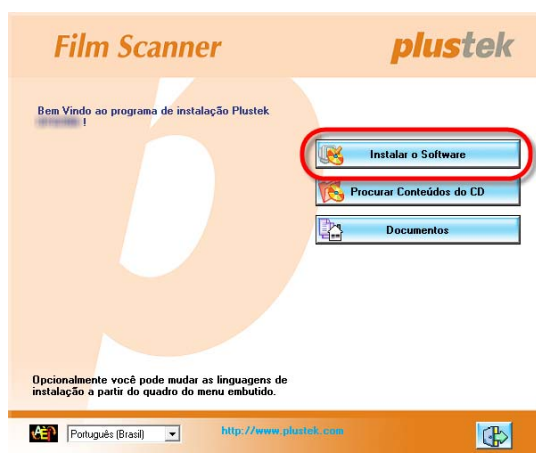 Film Scanner
plustek
Bem Vindo ao programa de instalação Plustek
!
Instalar o Software
Procurar Conteúdos do CD
Documentos
Opcionalmente você pode mudar as linguagens de
instalação a partir do quadro do menu embutido.
Português (Brasil)
http://www.plustek.com